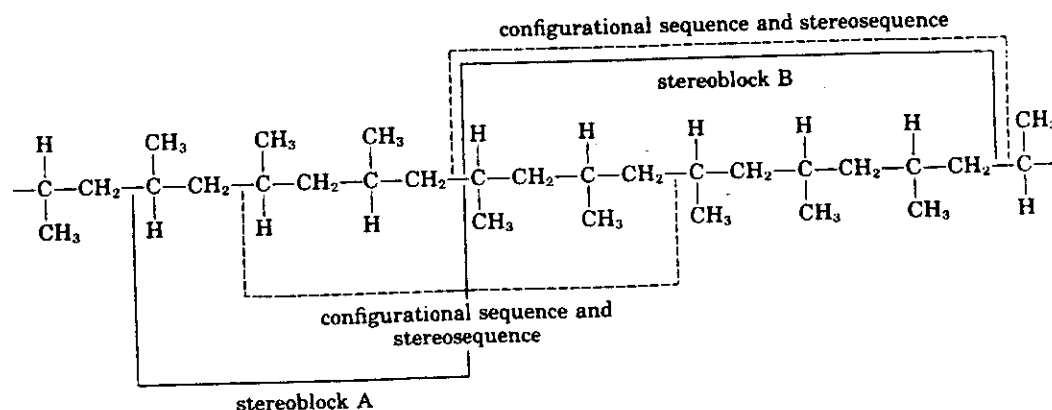 configurational sequence and stereosequence
stereoblock B
H CH₃ CH₃ CH₃ H H H H H CH₃
—C—CH₂—C—CH₂—C—CH₂—C—CH₂—C—CH₂—C—CH₂—C—CH₂—C—CH₂—C—CH₂—C—
CH₃ H H H CH₃ CH₃ CH₃ CH₃ CH₃ H
configurational sequence and
stereosequence
stereoblock A